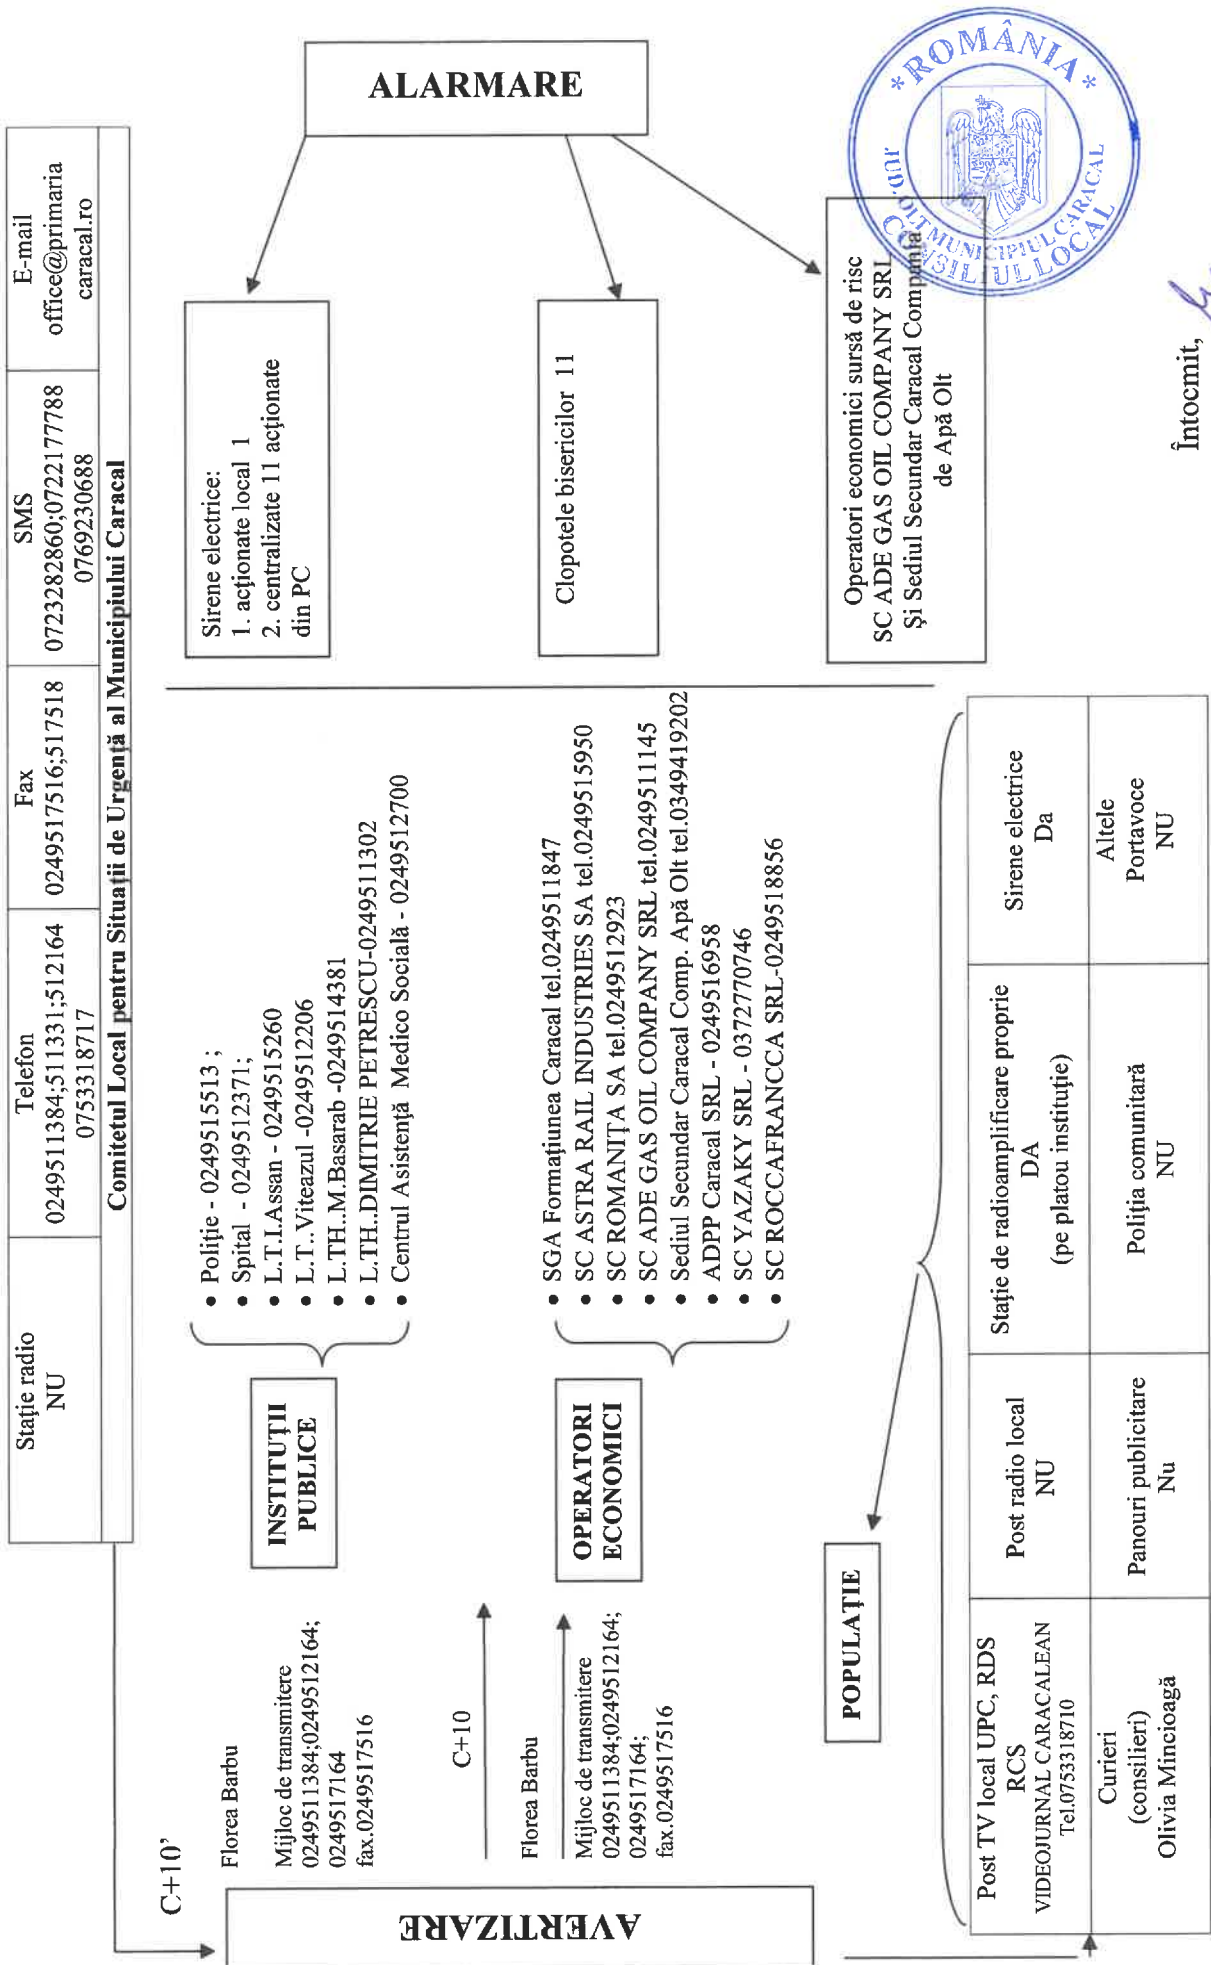 Stație radio
NU
Telefon
0249511384;511331;512164
0753318717
Fax
0249517516;517518
SMS
0723282860;0722177788
0769230688
E-mail
office@primaria
caracal.ro
Comitetul Local pentru Situații de Urgență al Municipiului Caracal
C+10’
AVERTIZARE
Florea Barbu
Mijloc de transmitere
0249511384;0249512164;
0249517164
fax.0249517516
INSTITUȚII
PUBLICE
• Poliție - 0249515513 ;
• Spital - 0249512371;
• L.T.I.Assan - 0249515260
• L.T..Viteazul -0249512206
• L.TH..M.Basarab -0249514381
• L.TH..DIMITRIE PETRESCU-0249511302
• Centrul Asistență Medico Socială - 0249512700
C+10
Florea Barbu
Mijloc de transmitere
0249511384;0249512164;
0249517164;
fax.0249517516
OPERATORI
ECONOMICI
• SGA Formațiunea Caracal tel.0249511847
• SC ASTRA RAIL INDUSTRIES SA tel.0249515950
• SC ROMANIȚA SA tel.0249512923
• SC ADE GAS OIL COMPANY SRL tel.0249511145
• Sediul Secundar Caracal Comp. Apă Olt tel.0349419202
• ADPP Caracal SRL - 0249516958
• SC YAZAKY SRL - 0372770746
• SC ROCCAFRANCCA SRL-0249518856
ALARMARE
Sirene electrice:
1. acționate local 1
2. centralizate 11 acționate
din PC
Clopotele bisericilor 11
Operatori economici sursă de risc
SC ADE GAS OIL COMPANY SRL
Și Sediul Secundar Caracal Compania
de Apă Olt
POPULAȚIE
Post TV local UPC, RDS
RCS
VIDEOJURNAL CARACALEAN
Tel.0753318710
Post radio local
NU
Stație de radioamplificare proprie
DA
(pe platou instituție)
Sirene electrice
Da
Curieri
(consilieri)
Olivia Mincioagă
Panouri publicitare
Nu
Poliția comunitară
NU
Altele
Portavoce
NU
Întocmit,
* ROMÂNIA *
JUD. OLT MUNICIPIUL CARACAL
CONSILIUL LOCAL